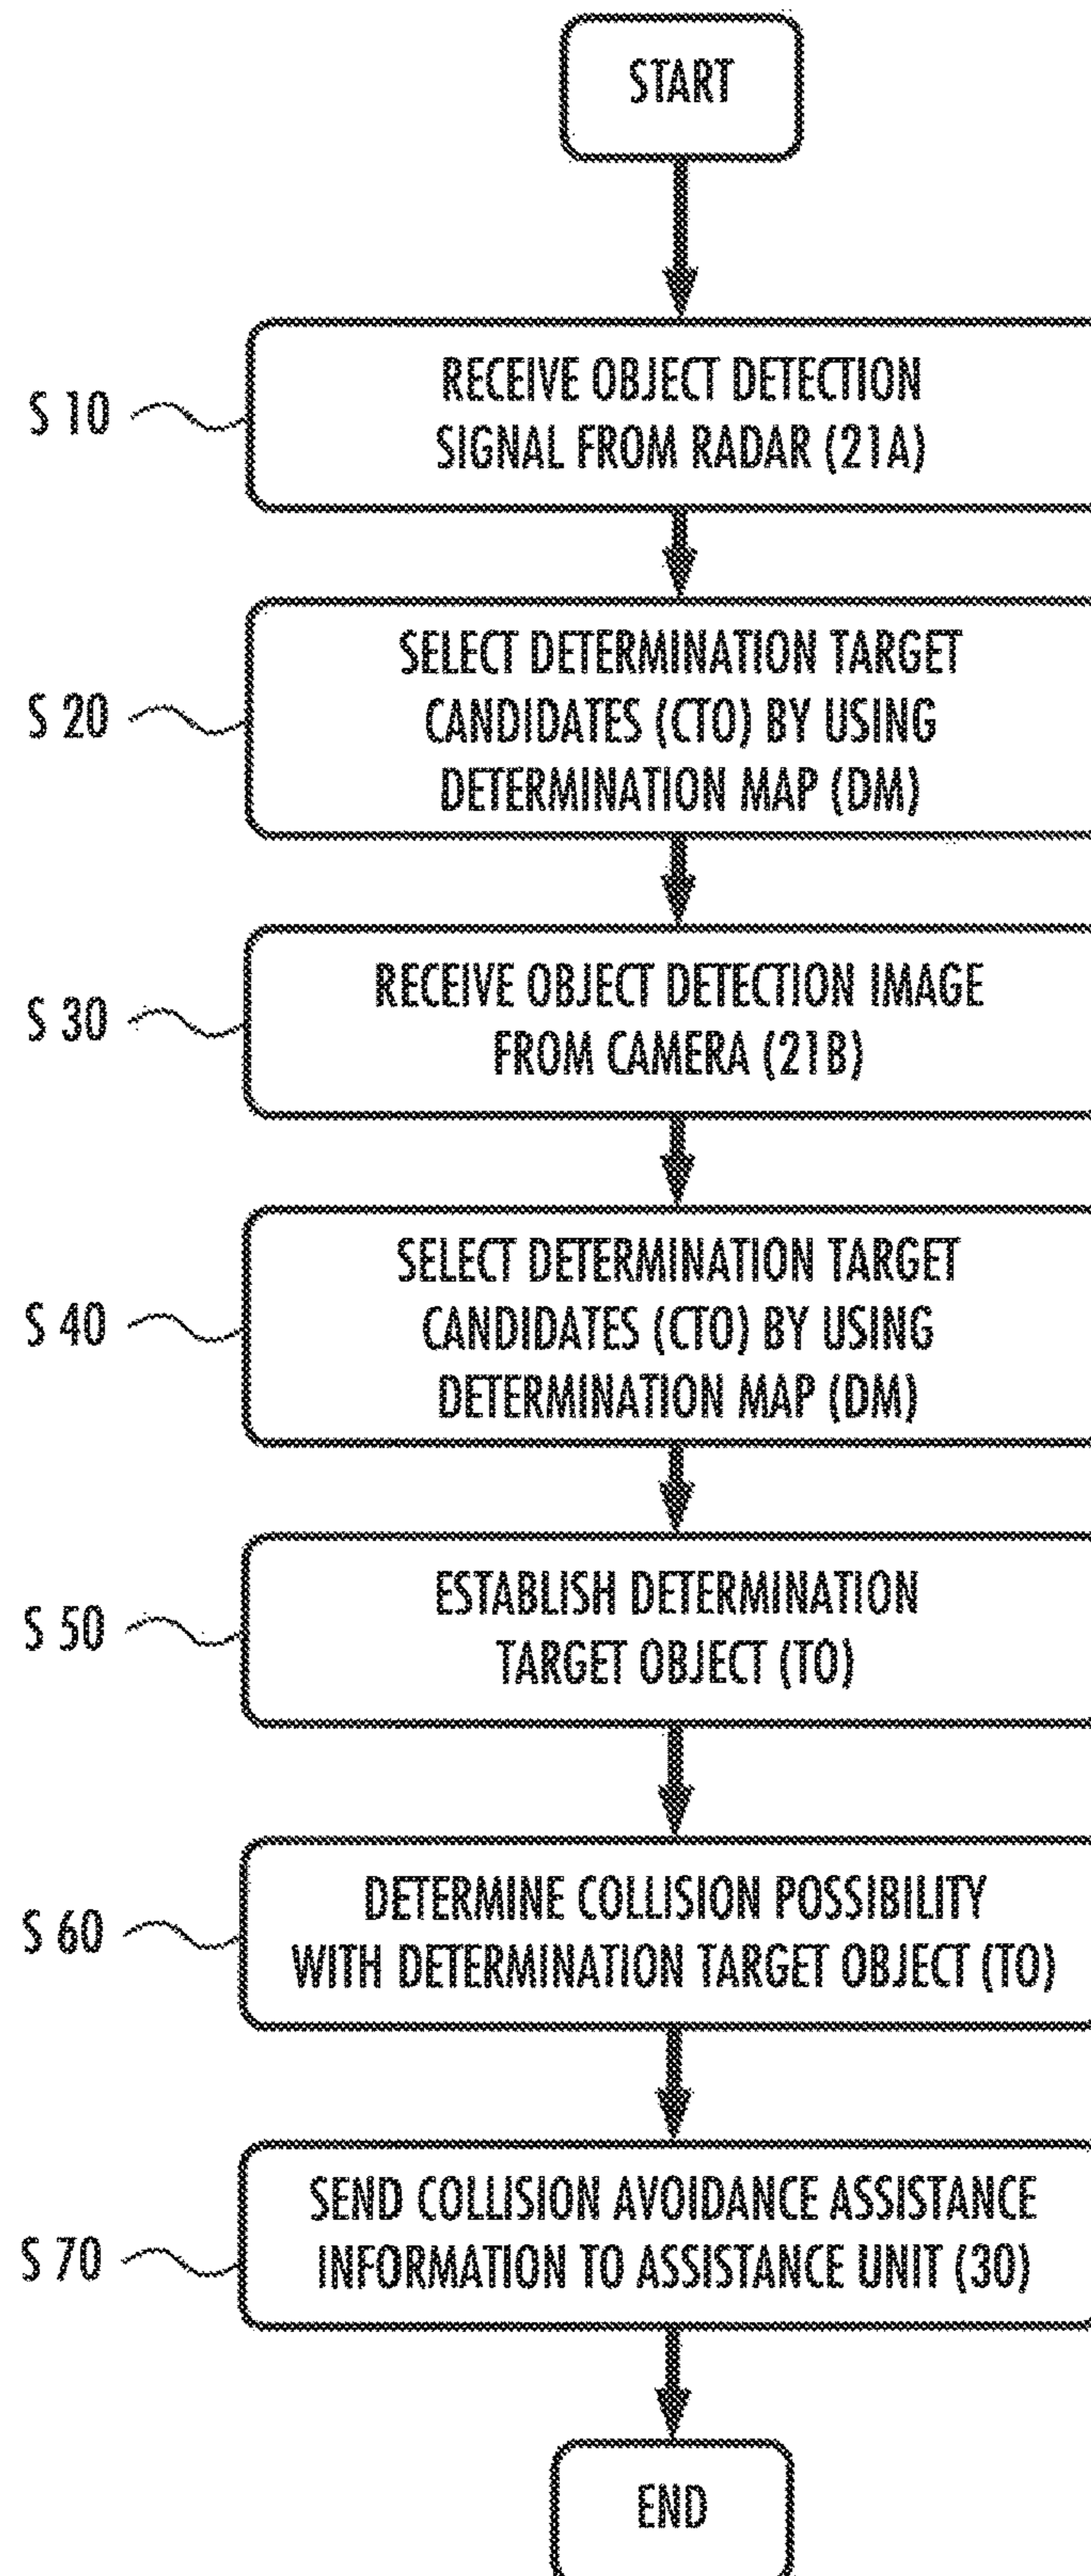 START
S 10
RECEIVE OBJECT DETECTION
SIGNAL FROM RADAR (21A)
S 20
SELECT DETERMINATION TARGET
CANDIDATES (CTO) BY USING
DETERMINATION MAP (DM)
S 30
RECEIVE OBJECT DETECTION IMAGE
FROM CAMERA (21B)
S 40
SELECT DETERMINATION TARGET
CANDIDATES (CTO) BY USING
DETERMINATION MAP (DM)
S 50
ESTABLISH DETERMINATION
TARGET OBJECT (TO)
S 60
DETERMINE COLLISION POSSIBILITY
WITH DETERMINATION TARGET OBJECT (TO)
S 70
SEND COLLISION AVOIDANCE ASSISTANCE
INFORMATION TO ASSISTANCE UNIT (30)
END